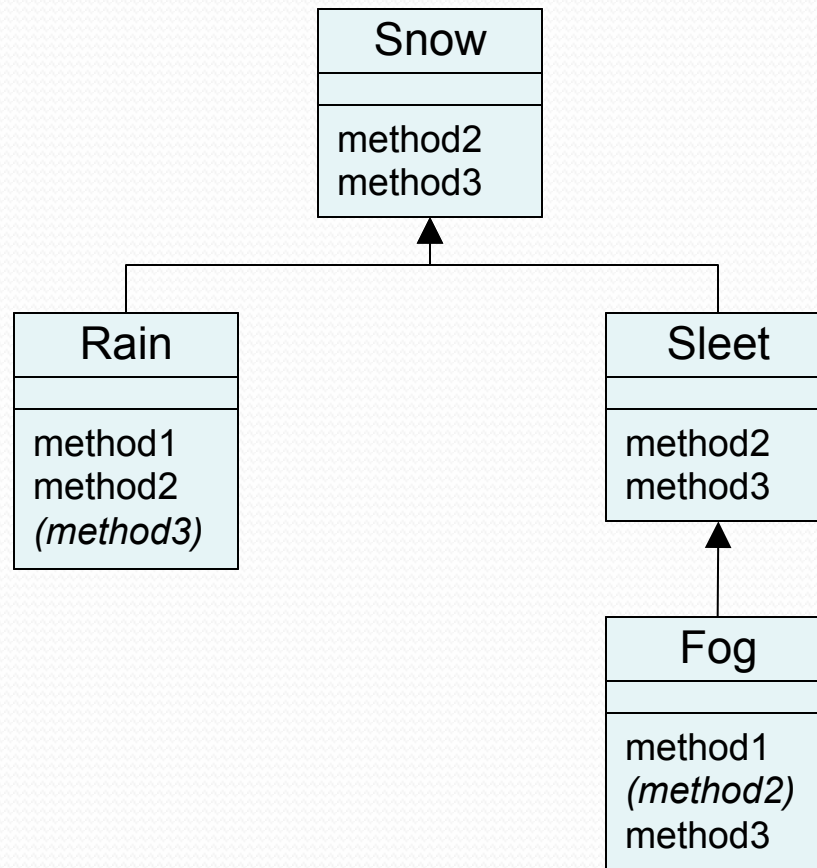 Snow
method2
method3
Rain
method1
method2
(method3)
Sleet
method2
method3
Fog
method1
(method2)
method3